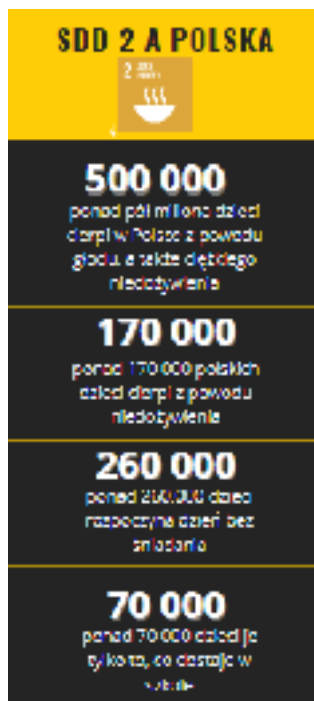 SDD 2 A POLSKA
2
500 000
ponad pół miliona dzieci
cierpi w Polsce z powodu
głodu, a także ciężkiego
niedożywienia
170 000
ponad 170 000 polskich
dzieci cierpi z powodu
niedożywienia
260 000
ponad 260.000 dzieci
rozpoczyna dzień bez
śniadania
70 000
ponad 70 000 dzieci je
tylko to, co dostaje w
szkole